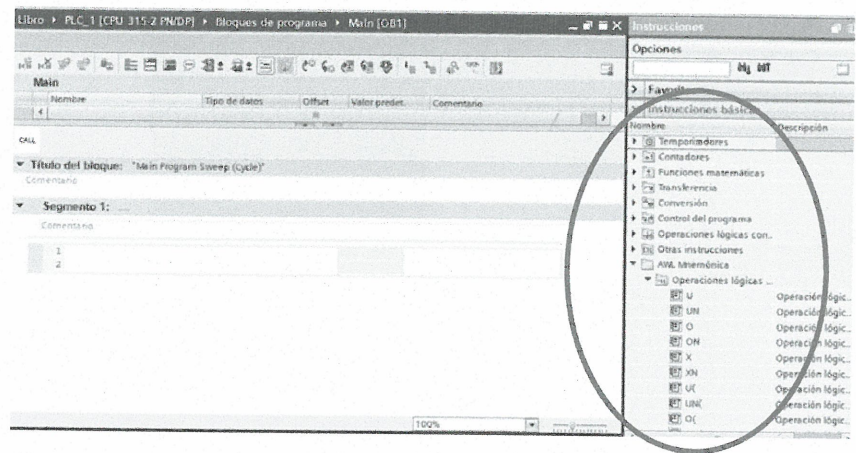 Libro ▸ PLC_1 [CPU 315-2 PN/DP] ▸ Bloques de programa ▸ Main [OB1]
Main
Nombre Tipo de datos Offset Valor predet. Comentario
CALL
Título del bloque: "Main Program Sweep (Cycle)"
Comentario
Segmento 1: ....
Comentario
1
2
100%
Instrucciones
Opciones
Favoritos
Instrucciones básicas
Nombre Descripción
Temporizadores
Contadores
Funciones matemáticas
Transferencia
Conversión
Control del programa
Operaciones lógicas con..
Otras instrucciones
AWL Mnemónica
Operaciones lógicas ...
U Operación lógic..
UN Operación lógic..
O Operación lógic..
ON Operación lógic..
X Operación lógic..
XN Operación lógic..
U( Operación lógic..
UN( Operación lógic..
O( Operación lógic..